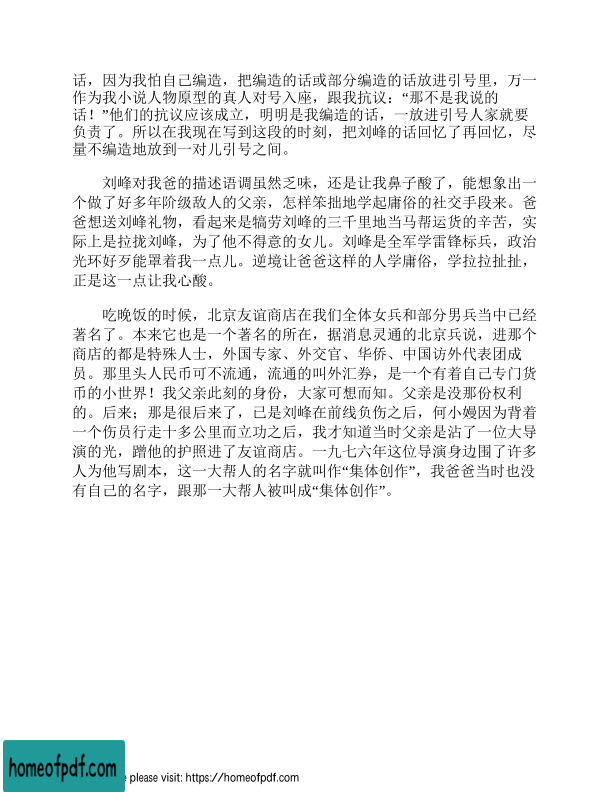 话，因为我怕自己编造，把编造的话或部分编造的话放进引号里，万一
作为我小说人物原型的真人对号入座，跟我抗议：“那不是我说的
话！”他们的抗议应该成立，明明是我编造的话，一放进引号人家就要
负责了。所以在我现在写到这段的时刻，把刘峰的话回忆了再回忆，尽
量不编造地放到一对儿引号之间。
刘峰对我爸的描述语调虽然乏味，还是让我鼻子酸了，能想象出一
个做了好多年阶级敌人的父亲，怎样笨拙地学起庸俗的社交手段来。爸
爸想送刘峰礼物，看起来是犒劳刘峰的三千里地当马帮运货的辛苦，实
际上是拉拢刘峰，为了他不得意的女儿。刘峰是全军学雷锋标兵，政治
光环好歹能罩着我一点儿。逆境让爸爸这样的人学庸俗，学拉拉扯扯，
正是这一点让我心酸。
吃晚饭的时候，北京友谊商店在我们全体女兵和部分男兵当中已经
著名了。本来它也是一个著名的所在，据消息灵通的北京兵说，进那个
商店的都是特殊人士，外国专家、外交官、华侨、中国访外代表团成
员。那里头人民币可不流通，流通的叫外汇券，是一个有着自己专门货
币的小世界！我父亲此刻的身份，大家可想而知。父亲是没那份权利
的。后来；那是很后来了，已是刘峰在前线负伤之后，何小嫚因为背着
一个伤员行走十多公里而立功之后，我才知道当时父亲是沾了一位大导
演的光，蹭他的护照进了友谊商店。一九七六年这位导演身边围了许多
人为他写剧本，这一大帮人的名字就叫作“集体创作”，我爸爸当时也没
有自己的名字，跟那一大帮人被叫成“集体创作”。
homeofpdf.com
e please visit: https://homeofpdf.com